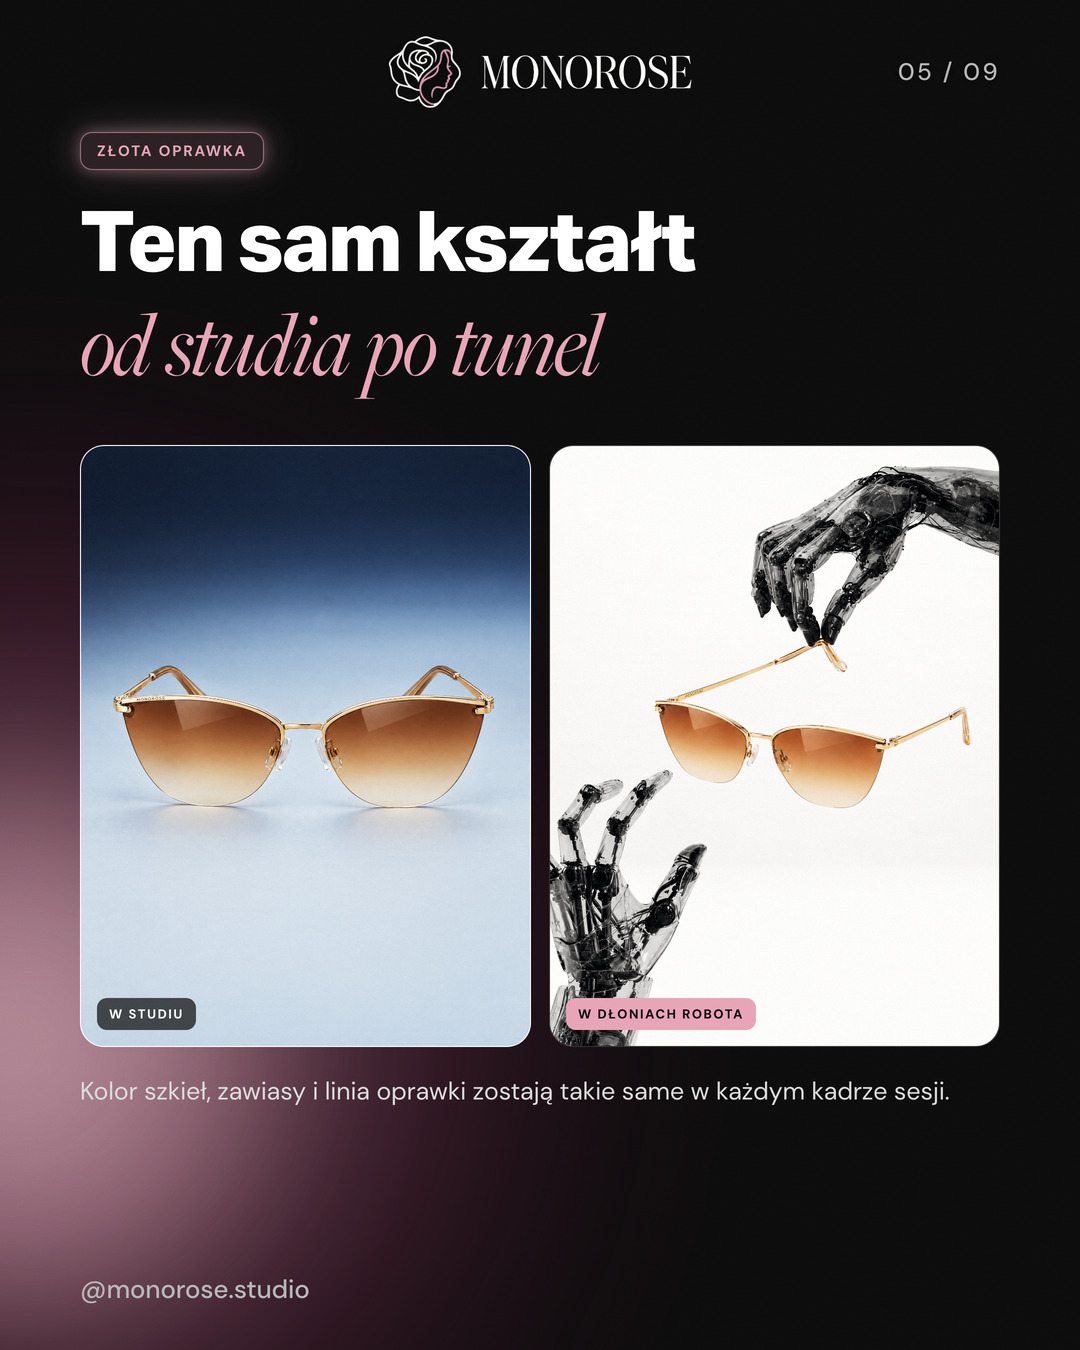 MONOROSE
05 / 09
ZŁOTA OPRAWKA
Ten sam kształt
od studia po tunel
MONOROSE
W STUDIU
W DŁONIACH ROBOTA
Kolor szkieł, zawiasy i linia oprawki zostają takie same w każdym kadrze sesji.
@monorose.studio